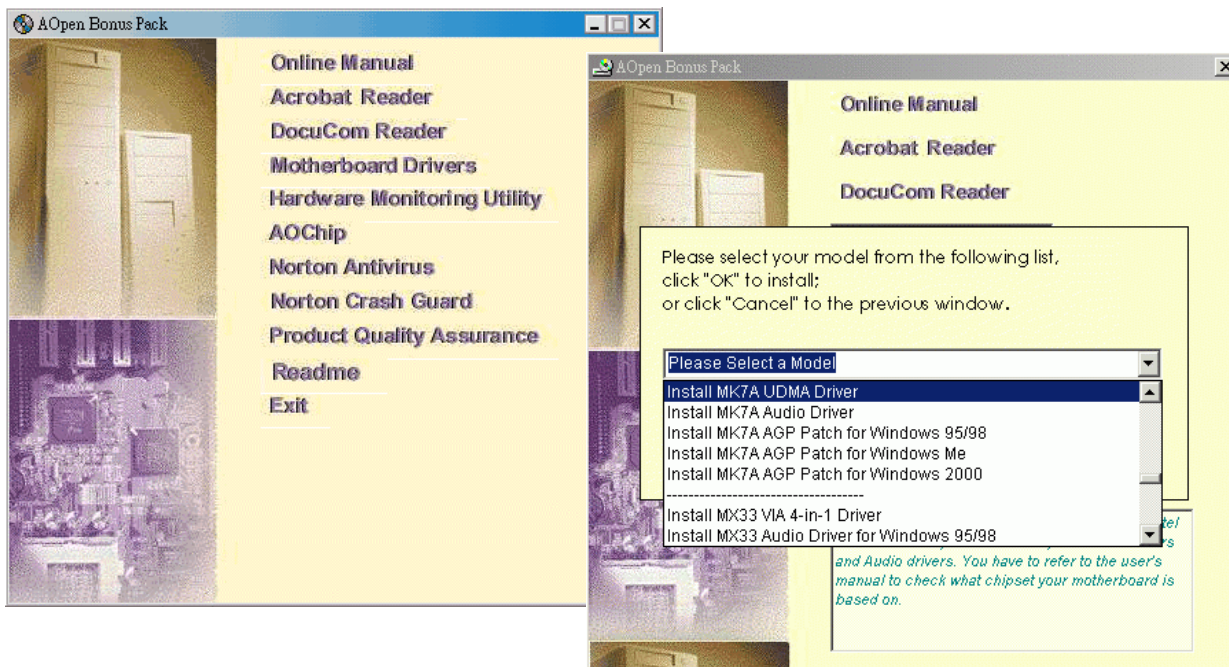 AOpen Bonus Pack
Online Manual
Acrobat Reader
DocuCom Reader
Motherboard Drivers
Hardware Monitoring Utility
AOChip
Norton Antivirus
Norton Crash Guard
Product Quality Assurance
Readme
Exit
AOpen Bonus Pack
Online Manual
Acrobat Reader
DocuCom Reader
Please select your model from the following list,
click "OK" to install;
or click "Cancel" to the previous window.
Please Select a Model
Install MK7A UDMA Driver
Install MK7A Audio Driver
Install MK7A AGP Patch for Windows 95/98
Install MK7A AGP Patch for Windows Me
Install MK7A AGP Patch for Windows 2000
------------------------------------
Install MX33 VIA 4-in-1 Driver
Install MX33 Audio Driver for Windows 95/98
and Audio drivers. You have to refer to the user's
manual to check what chipset your motherboard is
based on.